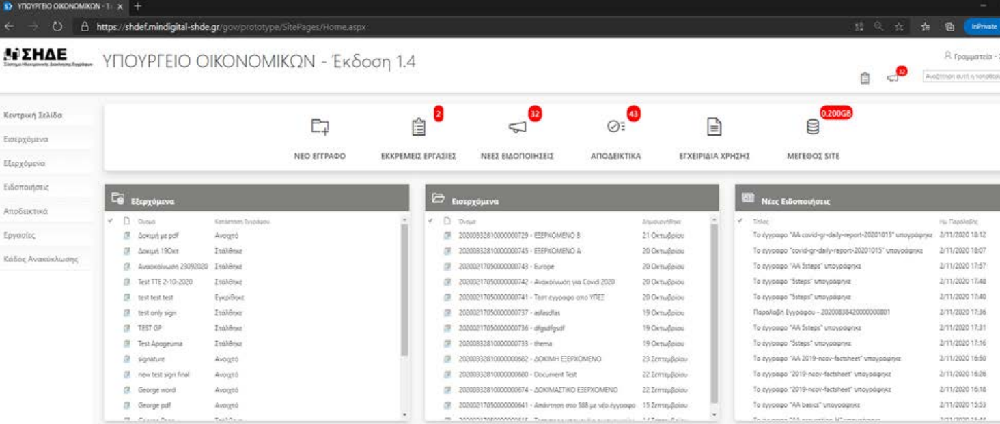 ΥΠΟΥΡΓΕΙΟ ΟΙΚΟΝΟΜΙΚΩΝ - Έκ
https://shdef.mindigital-shde.gr/gov/prototype/SitePages/Home.aspx
InPrivate
ΣΗΔΕ
Σύστημα Ηλεκτρονικής Διακίνησης Εγγράφων
ΥΠΟΥΡΓΕΙΟ ΟΙΚΟΝΟΜΙΚΩΝ - Έκδοση 1.4
Γραμματεία -
32
Αναζήτηση αυτή η τοποθεσία
Κεντρική Σελίδα
Εισερχόμενα
Εξερχόμενα
Ειδοποιήσεις
Αποδεικτικά
Εργασίες
Κάδος Ανακύκλωσης
2
32
43
0.200GB
ΝΕΟ ΕΓΓΡΑΦΟ
ΕΚΚΡΕΜΕΙΣ ΕΡΓΑΣΙΕΣ
ΝΕΕΣ ΕΙΔΟΠΟΙΗΣΕΙΣ
ΑΠΟΔΕΙΚΤΙΚΑ
ΕΓΧΕΙΡΙΔΙΑ ΧΡΗΣΗΣ
ΜΕΓΕΘΟΣ SITE
Εξερχόμενα
Όνομα Κατάσταση Εγγράφου
Δοκιμή με pdf Ανοιχτό
Δοκιμή 19Οκτ Στάλθηκε
Ανασκοίνωση 23092020 Στάλθηκε
Test TTE 2-10-2020 Στάλθηκε
test test test Εγκρίθηκε
test only sign Στάλθηκε
TEST GP Στάλθηκε
Test Apogeuma Στάλθηκε
signature Ανοιχτό
new test sign final Ανοιχτό
George word Ανοιχτό
George pdf Ανοιχτό
Εισερχόμενα
Όνομα Δημιουργήθηκε
20200332810000000729 - ΕΞΕΡΧΟΜΕΝΟ Β 21 Οκτωβρίου
20200332810000000745 - ΕΞΕΡΧΟΜΕΝΟ Α 20 Οκτωβρίου
20200217050000000743 - Europe 20 Οκτωβρίου
20200217050000000742 - Ανακοίνωση για Covid 2020 20 Οκτωβρίου
20200217050000000741 - Τεστ εγγραφο απο ΥΠΕΞ 20 Οκτωβρίου
20200217050000000737 - asfasdfas 19 Οκτωβρίου
20200217050000000736 - dfgsdfgsdf 19 Οκτωβρίου
20200332810000000733 - thema 19 Οκτωβρίου
20200332810000000682 - ΔΟΚΙΜΗ ΕΞΕΡΧΟΜΕΝΟ 23 Σεπτεμβρίου
20200332810000000680 - Document Test 22 Σεπτεμβρίου
20200332810000000674 - ΔΟΚΙΜΑΣΤΙΚΟ ΕΞΕΡΧΟΜΕΝΟ 22 Σεπτεμβρίου
20200217050000000641 - Απάντηση στο 588 με νέο έγγραφο 15 Σεπτεμβρίου
Νέες Ειδοποιήσεις
Τίτλος Ημ. Παραλαβής
Το έγγραφο "AA covid-gr-daily-report-20201015" υπογράφηκε 2/11/2020 18:12
Το έγγραφο "covid-gr-daily-report-20201015" υπογράφηκε 2/11/2020 18:07
Το έγγραφο "AA 5steps" υπογράφηκε 2/11/2020 17:57
Το έγγραφο "5steps" υπογράφηκε 2/11/2020 17:48
Το έγγραφο "5steps" υπογράφηκε 2/11/2020 17:40
Παραλαβή Εγγράφου - 20200838420000000801 2/11/2020 17:36
Το έγγραφο "AA 5steps" υπογράφηκε 2/11/2020 17:31
Το έγγραφο "5steps" υπογράφηκε 2/11/2020 17:16
Το έγγραφο "AA 2019-ncov-factsheet" υπογράφηκε 2/11/2020 16:50
Το έγγραφο "2019-ncov-factsheet" υπογράφηκε 2/11/2020 16:26
Το έγγραφο "2019-ncov-factsheet" υπογράφηκε 2/11/2020 16:18
Το έγγραφο "AA basics" υπογράφηκε 2/11/2020 15:53